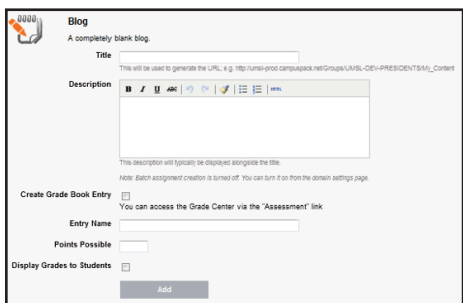 Blog
A completely blank blog.
Title
This will be used to generate the URL; e.g. http://umsl-prod.campuspack.net/Groups/UMSL-DEV-PRESIDENTS/My_Content
Description
B I U ABC HTML
This description will typically be displayed alongside the title.
Note: Batch assignment creation is turned off. You can turn it on from the domain settings page.
Create Grade Book Entry
You can access the Grade Center via the "Assessment" link
Entry Name
Points Possible
Display Grades to Students
Add